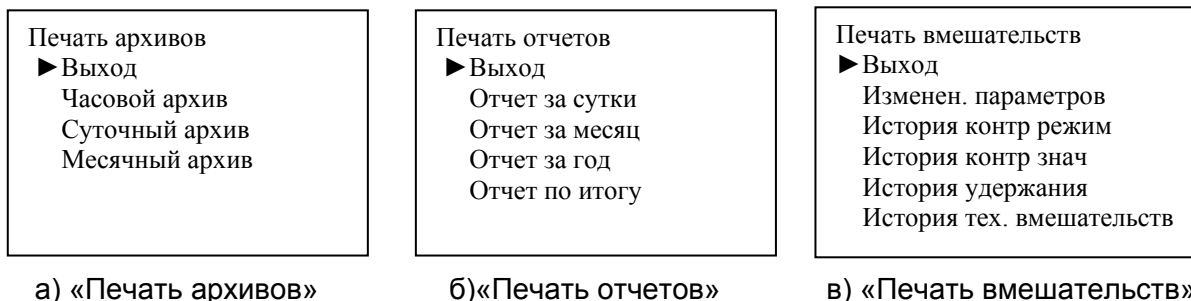 Печать архивов
►Выход
Часовой архив
Суточный архив
Месячный архив
Печать отчетов
►Выход
Отчет за сутки
Отчет за месяц
Отчет за год
Отчет по итогу
Печать вмешательств
►Выход
Изменен. параметров
История контр режим
История контр знач
История удержания
История тех. вмешательств
а) «Печать архивов»
б)«Печать отчетов»
в) «Печать вмешательств»